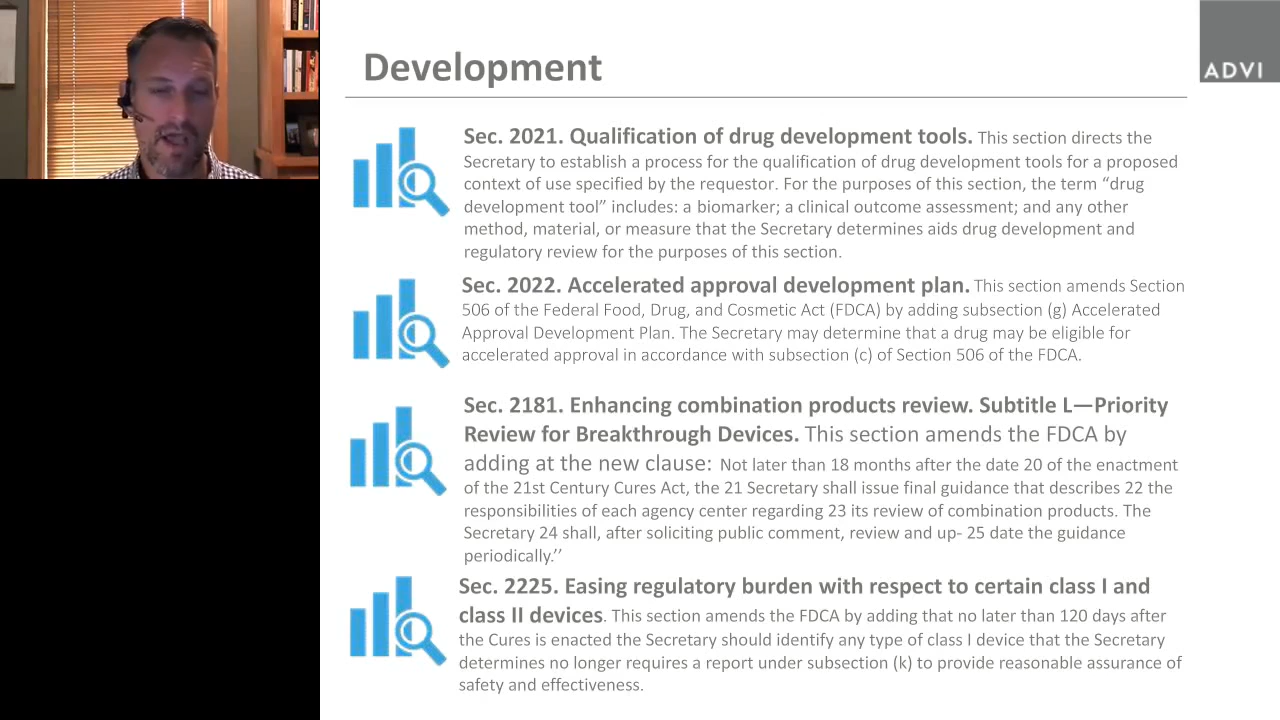 Development
ADVI
Sec. 2021. Qualification of drug development tools. This section directs the
Secretary to establish a process for the qualification of drug development tools for a proposed
context of use specified by the requestor. For the purposes of this section, the term “drug
development tool” includes: a biomarker; a clinical outcome assessment; and any other
method, material, or measure that the Secretary determines aids drug development and
regulatory review for the purposes of this section.
Sec. 2022. Accelerated approval development plan. This section amends Section
506 of the Federal Food, Drug, and Cosmetic Act (FDCA) by adding subsection (g) Accelerated
Approval Development Plan. The Secretary may determine that a drug may be eligible for
accelerated approval in accordance with subsection (c) of Section 506 of the FDCA.
Sec. 2181. Enhancing combination products review. Subtitle L—Priority
Review for Breakthrough Devices. This section amends the FDCA by
adding at the new clause: Not later than 18 months after the date 20 of the enactment
of the 21st Century Cures Act, the 21 Secretary shall issue final guidance that describes 22 the
responsibilities of each agency center regarding 23 its review of combination products. The
Secretary 24 shall, after soliciting public comment, review and up- 25 date the guidance
periodically.’’
Sec. 2225. Easing regulatory burden with respect to certain class I and
class II devices. This section amends the FDCA by adding that no later than 120 days after
the Cures is enacted the Secretary should identify any type of class I device that the Secretary
determines no longer requires a report under subsection (k) to provide reasonable assurance of
safety and effectiveness.